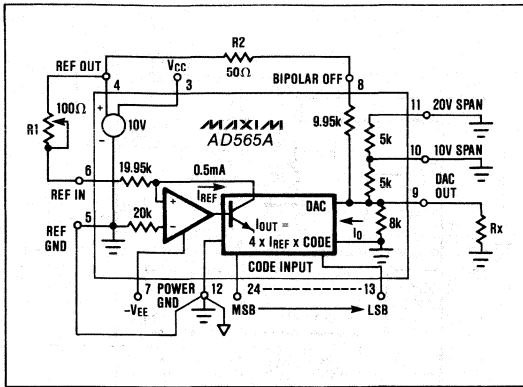 R2
REF OUT
VCC
50Ω
BIPOLAR OFF
4
3
8
11
20V SPAN
100Ω
+
10V
MAXIM
9.95k
5k
R1
-
AD565A
10
10V SPAN
6
19.95k
0.5mA
5k
9
DAC
OUT
REF IN
IREF
+
DAC
5
20k
IOUT =
8k
REF
GND
-
4 x IREF x CODE
IO
Rx
CODE INPUT
7
POWER
GND
12
24
13
-VEE
MSB
LSB